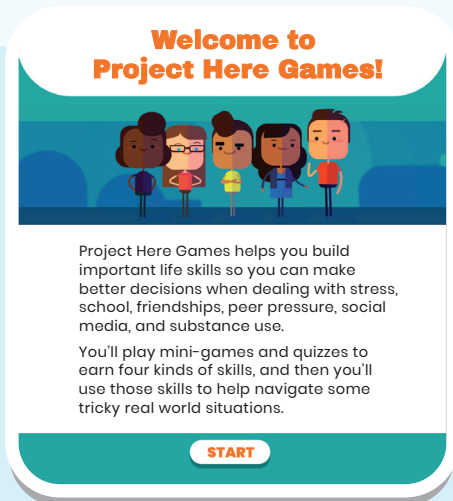 Welcome to
Project Here Games!
Project Here Games helps you build
important life skills so you can make
better decisions when dealing with stress,
school, friendships, peer pressure, social
media, and substance use.
You'll play mini-games and quizzes to
earn four kinds of skills, and then you'll
use those skills to help navigate some
tricky real world situations.
START